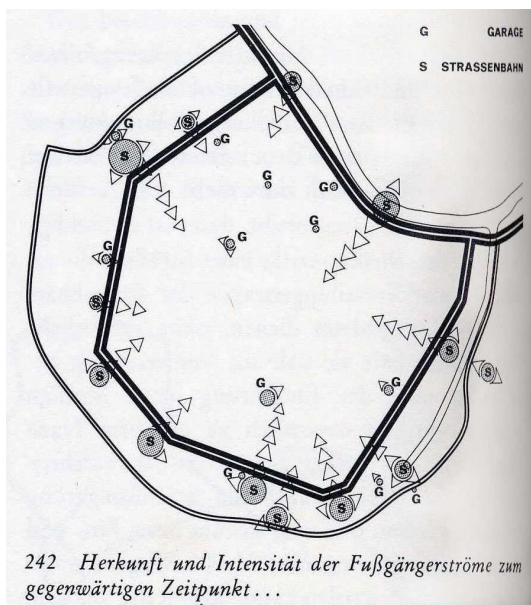 G GARAGE
S STRASSENBAHN
S
G S
G
S
G G
S
G
G
G
S
S
S S
G G
S
G S
G G
S
S
S
242 Herkunft und Intensität der Fußgängerströme zum
gegenwärtigen Zeitpunkt...